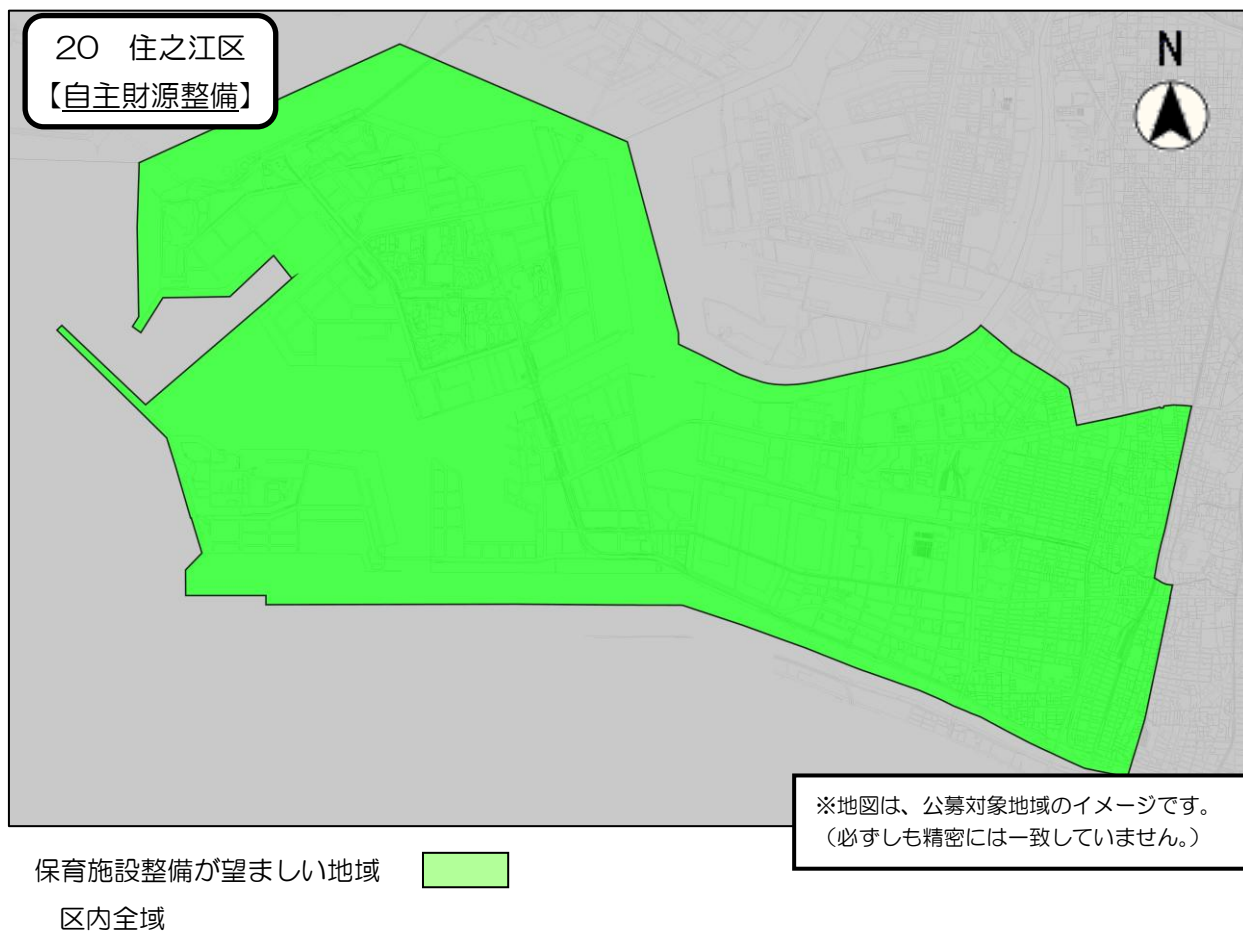 20 住之江区
【自主財源整備】
N
※地図は、公募対象地域のイメージです。
（必ずしも精密には一致していません。）
保育施設整備が望ましい地域
区内全域